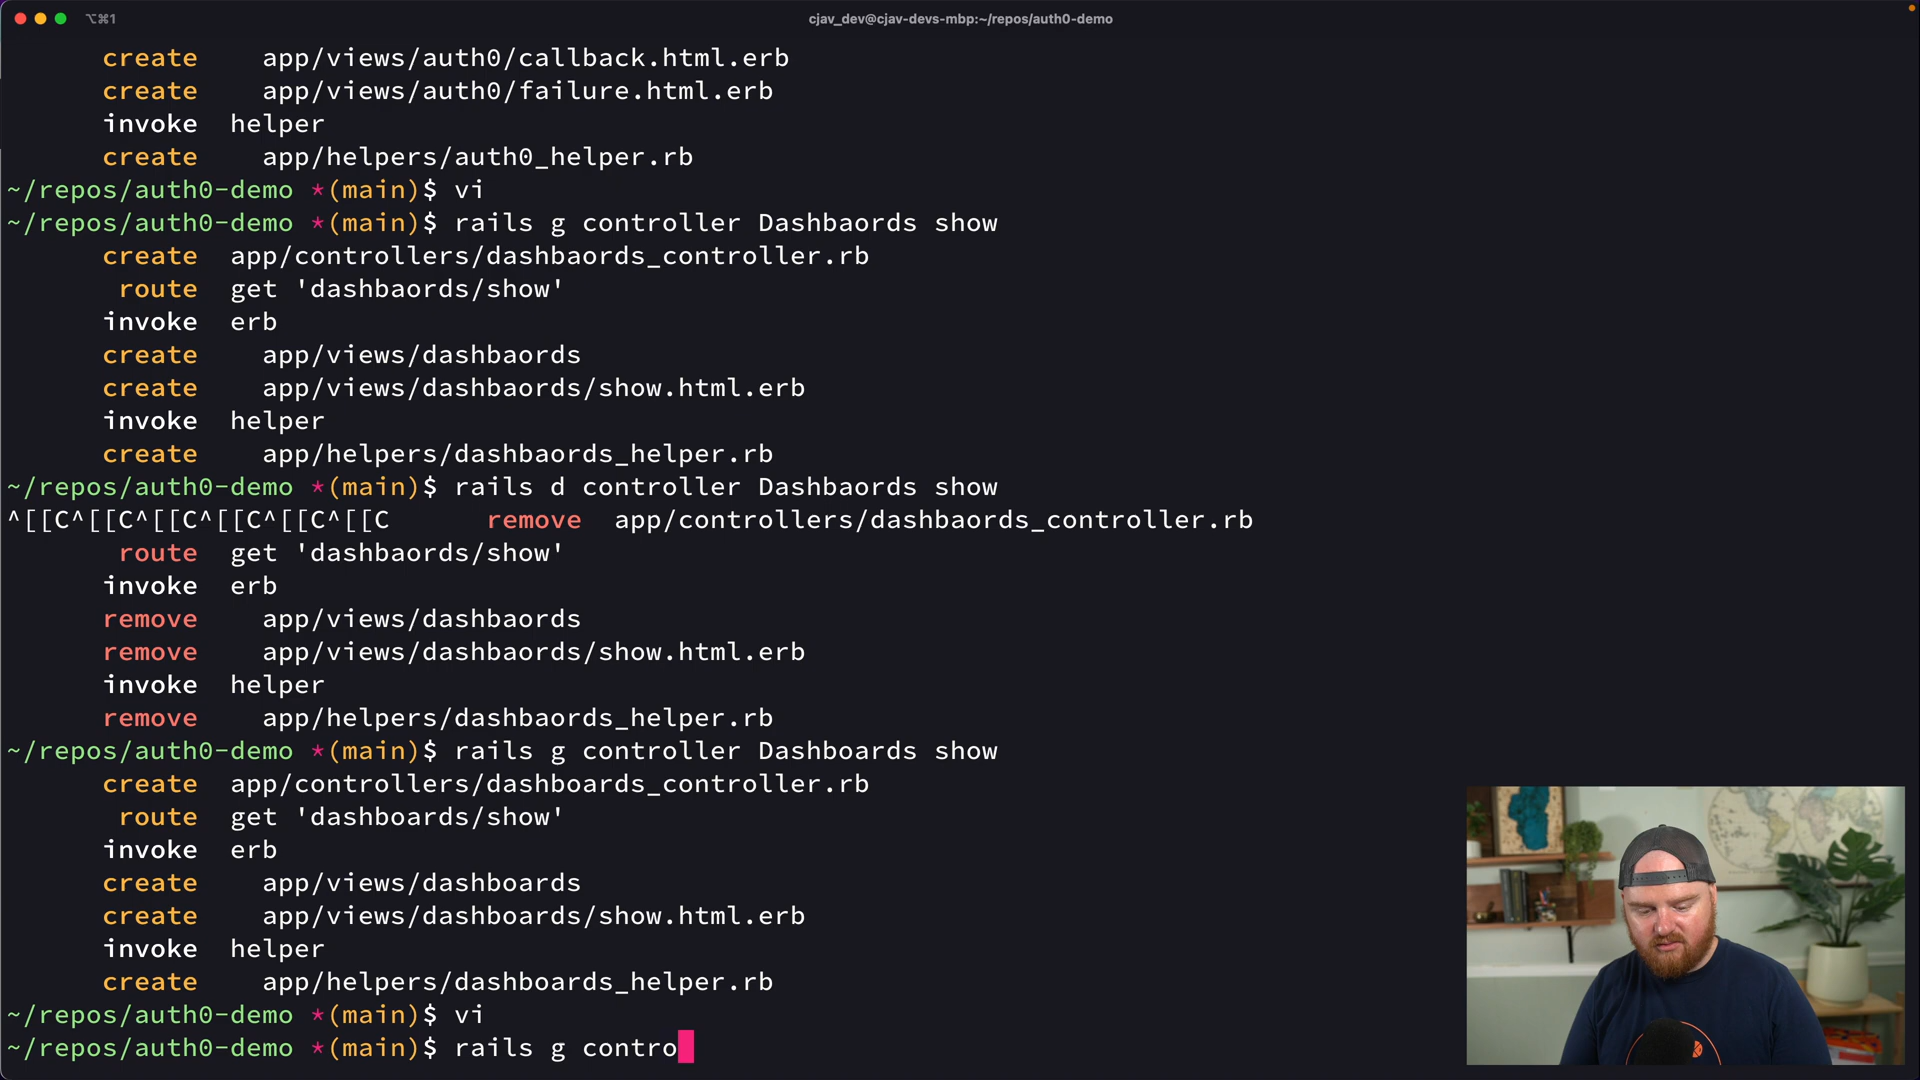 ⌥⌘1
cjav_dev@cjav-devs-mbp:~/repos/auth0-demo
create app/views/auth0/callback.html.erb
create app/views/auth0/failure.html.erb
invoke helper
create app/helpers/auth0_helper.rb
~/repos/auth0-demo *(main)$ vi
~/repos/auth0-demo *(main)$ rails g controller Dashbaords show
create app/controllers/dashbaords_controller.rb
route get 'dashbaords/show'
invoke erb
create app/views/dashbaords
create app/views/dashbaords/show.html.erb
invoke helper
create app/helpers/dashbaords_helper.rb
~/repos/auth0-demo *(main)$ rails d controller Dashbaords show
^[[C^[[C^[[C^[[C^[[C^[[C remove app/controllers/dashbaords_controller.rb
route get 'dashbaords/show'
invoke erb
remove app/views/dashbaords
remove app/views/dashbaords/show.html.erb
invoke helper
remove app/helpers/dashbaords_helper.rb
~/repos/auth0-demo *(main)$ rails g controller Dashboards show
create app/controllers/dashboards_controller.rb
route get 'dashboards/show'
invoke erb
create app/views/dashboards
create app/views/dashboards/show.html.erb
invoke helper
create app/helpers/dashboards_helper.rb
~/repos/auth0-demo *(main)$ vi
~/repos/auth0-demo *(main)$ rails g contro